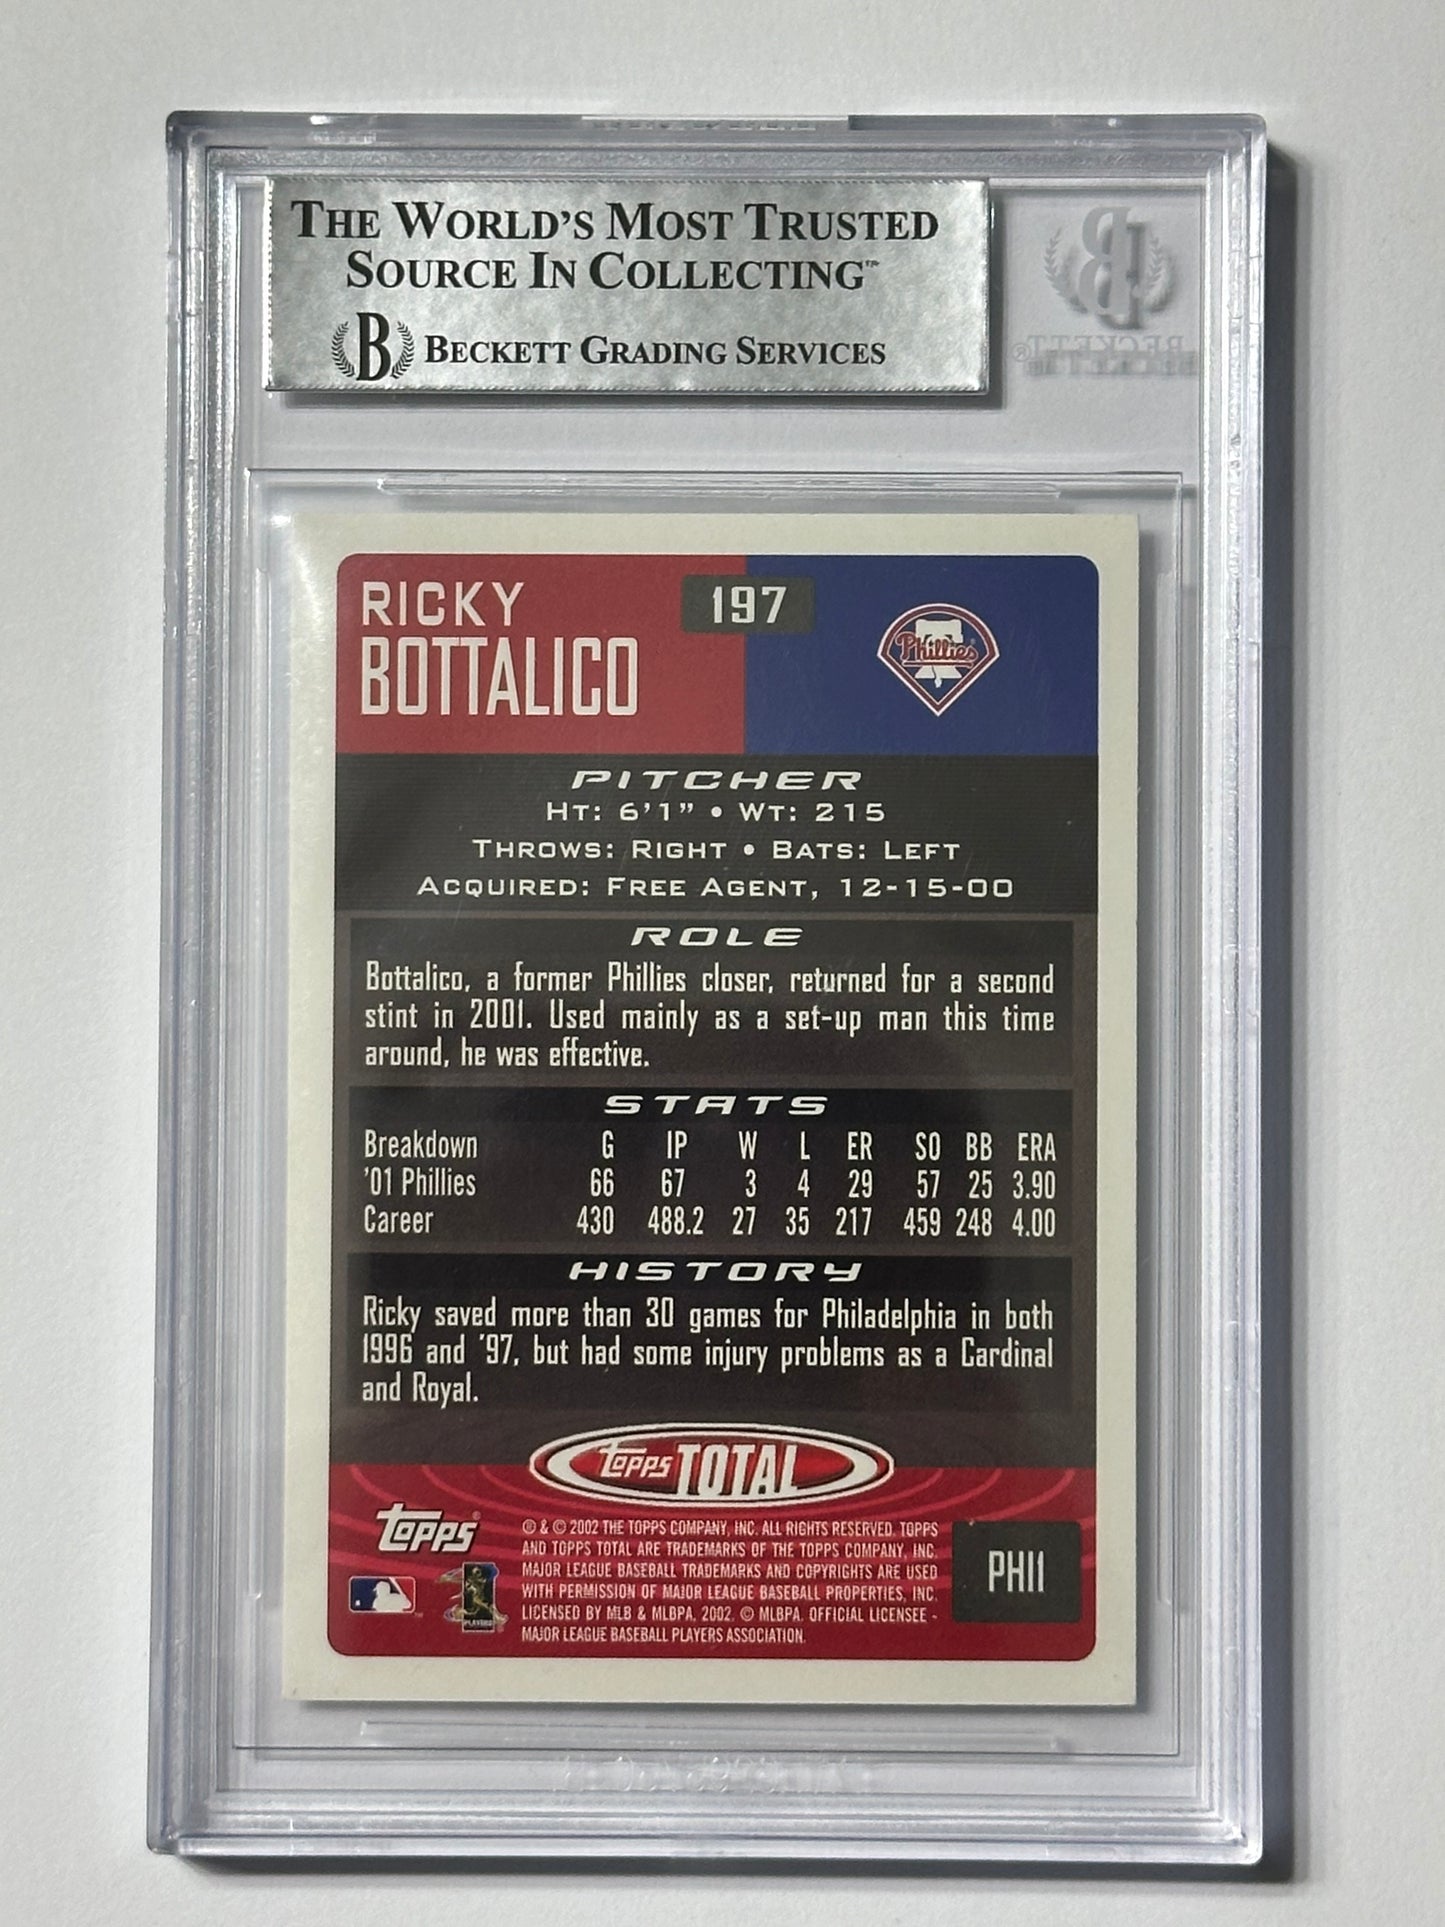 THE WORLD'S MOST TRUSTED
SOURCE IN COLLECTING™
B BECKETT GRADING SERVICES
B
BECKETT®
RICKY
BOTTALICO
197
Phillies
PITCHER
HT: 6'1" • WT: 215
THROWS: RIGHT • BATS: LEFT
ACQUIRED: FREE AGENT, 12-15-00
ROLE
Bottalico, a former Phillies closer, returned for a second
stint in 2001. Used mainly as a set-up man this time
around, he was effective.
STATS
Breakdown G IP W L ER SO BB ERA
'01 Phillies 66 67 3 4 29 57 25 3.90
Career 430 488.2 27 35 217 459 248 4.00
HISTORY
Ricky saved more than 30 games for Philadelphia in both
1996 and '97, but had some injury problems as a Cardinal
and Royal.
topps TOTAL
topps®
® & © 2002 THE TOPPS COMPANY, INC. ALL RIGHTS RESERVED. TOPPS
AND TOPPS TOTAL ARE TRADEMARKS OF THE TOPPS COMPANY, INC.
MAJOR LEAGUE BASEBALL TRADEMARKS AND COPYRIGHTS ARE USED
WITH PERMISSION OF MAJOR LEAGUE BASEBALL PROPERTIES, INC.
LICENSED BY MLB & MLBPA, 2002. © MLBPA. OFFICIAL LICENSEE -
MAJOR LEAGUE BASEBALL PLAYERS ASSOCIATION.
PHI1